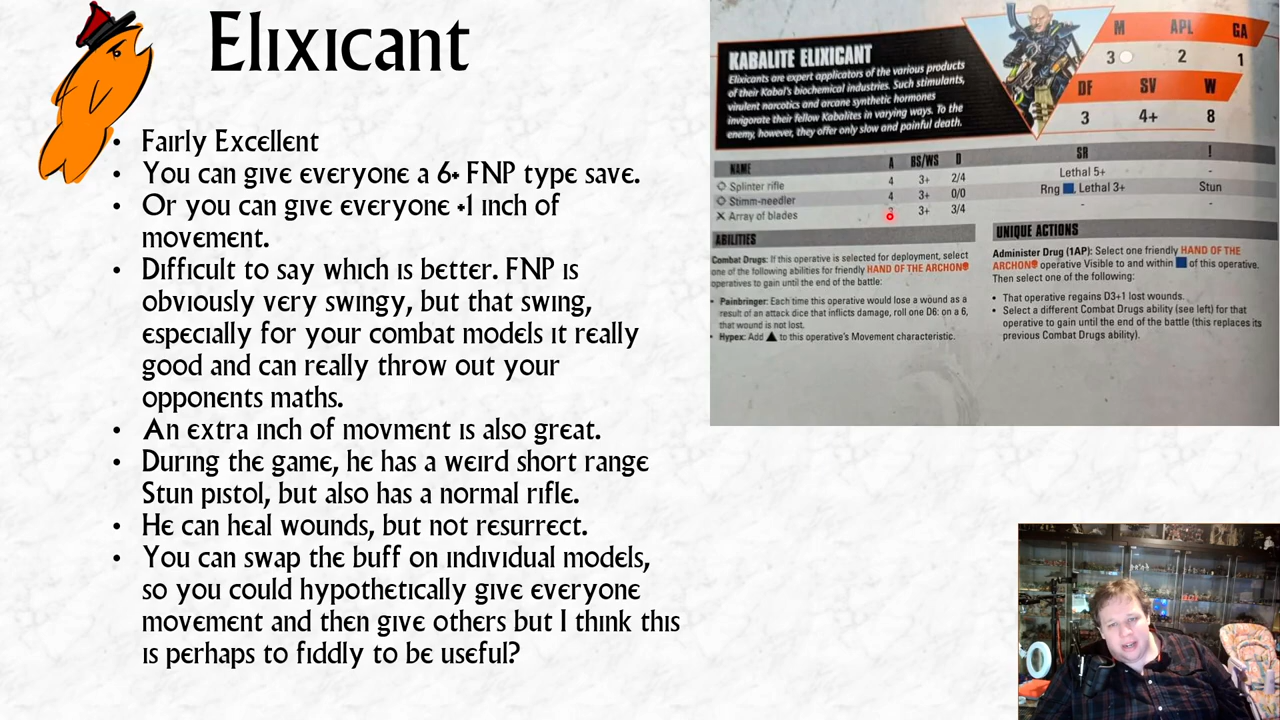 Elixicant
• Fairly Excellent
• You can give everyone a 6+ FNP type save.
• Or you can give everyone +1 inch of
movement.
• Difficult to say which is better. FNP is
obviously very swingy, but that swing,
especially for your combat models it really
good and can really throw out your
opponents maths.
• An extra inch of movment is also great.
• During the game, he has a weird short range
Stun pistol, but also has a normal rifle.
• He can heal wounds, but not resurrect.
• You can swap the buff on individual models,
so you could hypothetically give everyone
movement and then give others but I think this
is perhaps to fiddly to be useful?
KABALITE ELIXICANT
Elixicants are expert applicators of the various products
of their Kabal's biochemical industries. Such stimulants,
virulent narcotics and arcane synthetic hormones
invigorate their fellow Kabalites in varying ways. To the
enemy, however, they offer only slow and painful death.
M APL GA
3 2 1
DF SV W
3 4+ 8
NAME A BS/WS D SR !
Splinter rifle 4 3+ 2/4 Lethal 5+ -
Stimm-needler 4 3+ 0/0 Rng , Lethal 3+ Stun
Array of blades 3+ 3/4 - -
ABILITIES
Combat Drugs: If this operative is selected for deployment, select
one of the following abilities for friendly HAND OF THE ARCHON
operatives to gain until the end of the battle:
• Painbringer: Each time this operative would lose a wound as a
result of an attack dice that inflicts damage, roll one D6: on a 6,
that wound is not lost.
• Hypex: Add ▲ to this operative's Movement characteristic.
UNIQUE ACTIONS
Administer Drug (1AP): Select one friendly HAND OF THE
ARCHON operative Visible to and within of this operative.
Then select one of the following:
• That operative regains D3+1 lost wounds.
• Select a different Combat Drugs ability (see left) for that
operative to gain until the end of the battle (this replaces its
previous Combat Drugs ability).